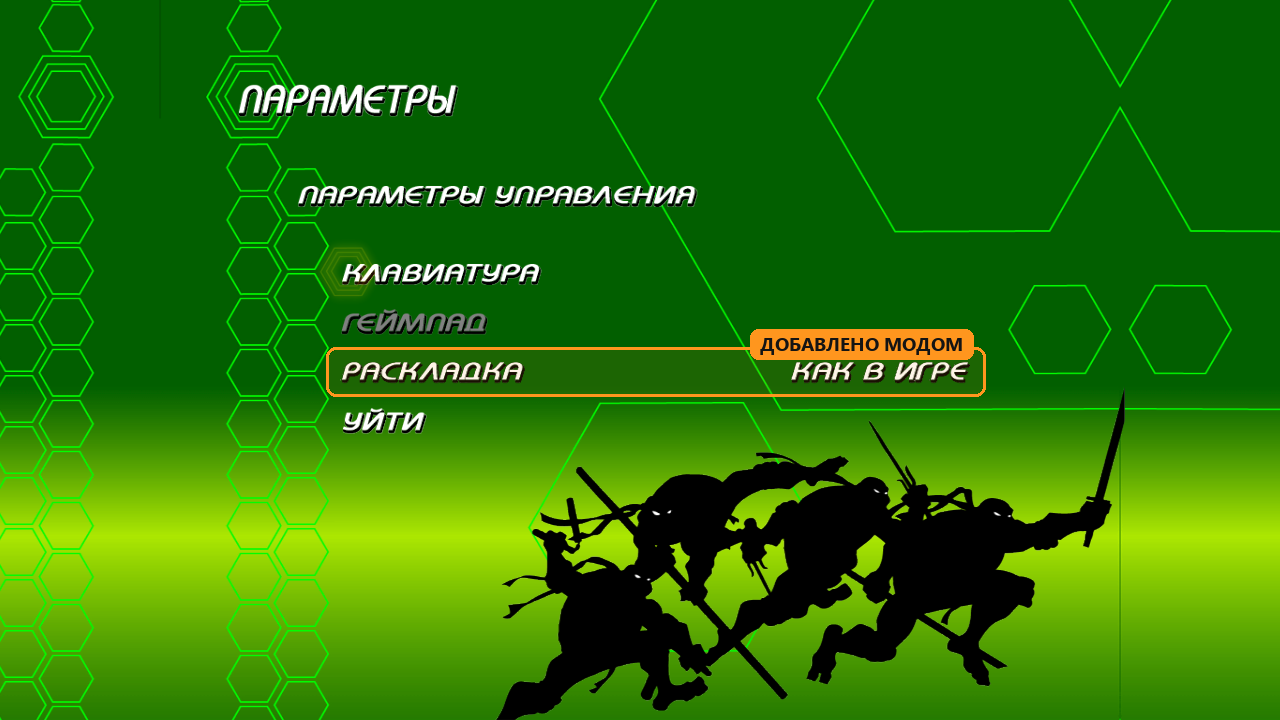 ПАРАМЕТРЫ
ПАРАМЕТРЫ УПРАВЛЕНИЯ
КЛАВИАТУРА
ГЕЙМПАД
ДОБАВЛЕНО МОДОМ
РАСКЛАДКА КАК В ИГРЕ
УЙТИ